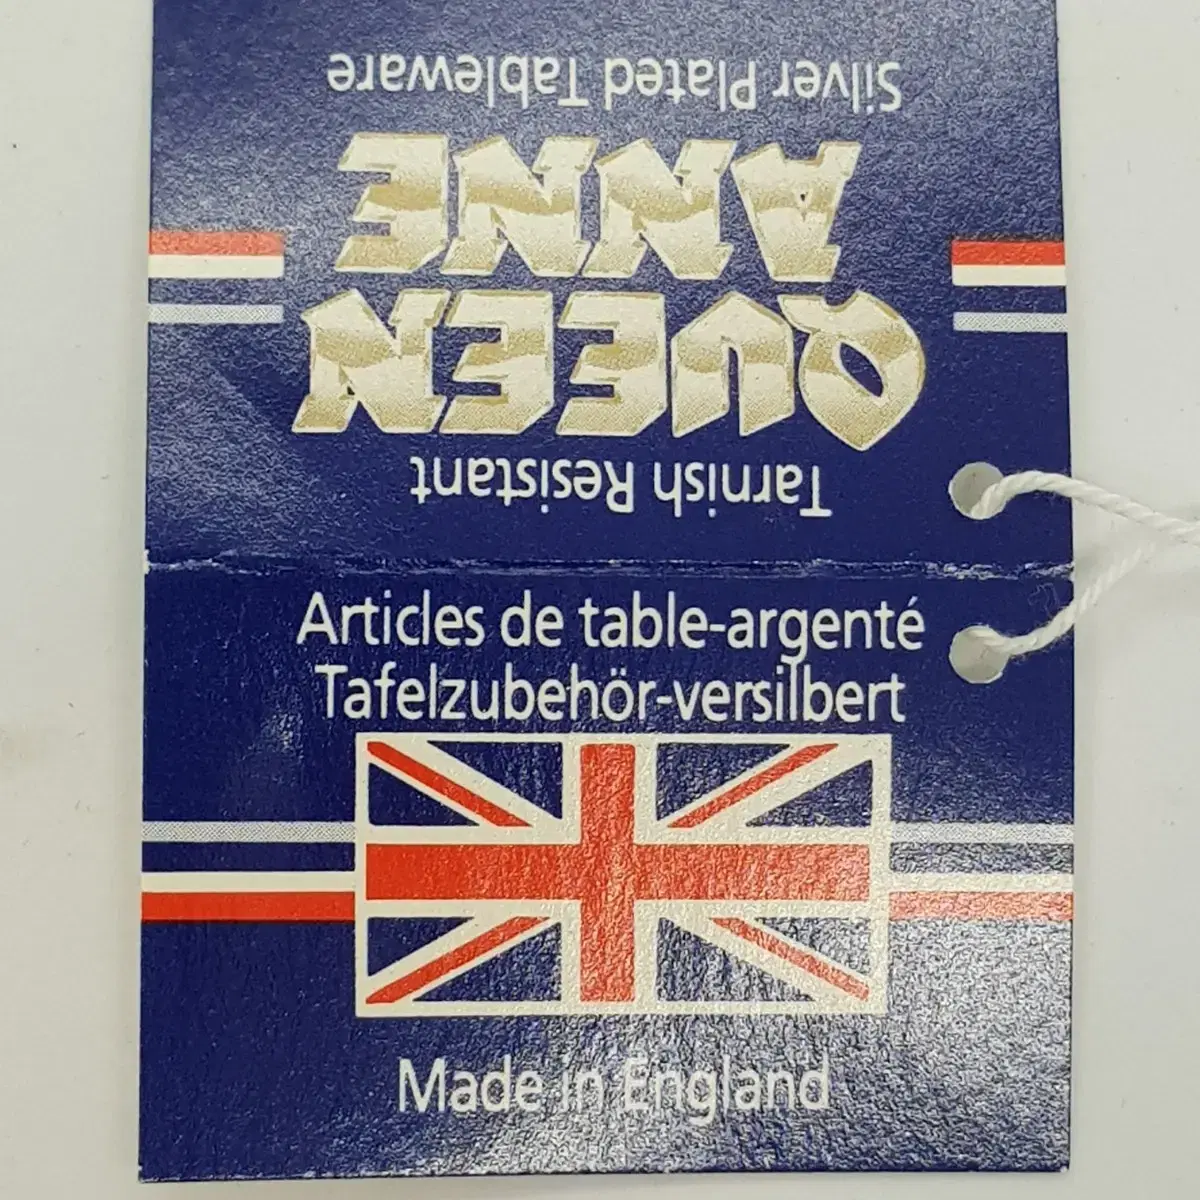 Tarnish Resistant
QUEEN
ANNE
Silver Plated Tableware
Articles de table-argenté
Tafelzubehör-versilbert
Made in England